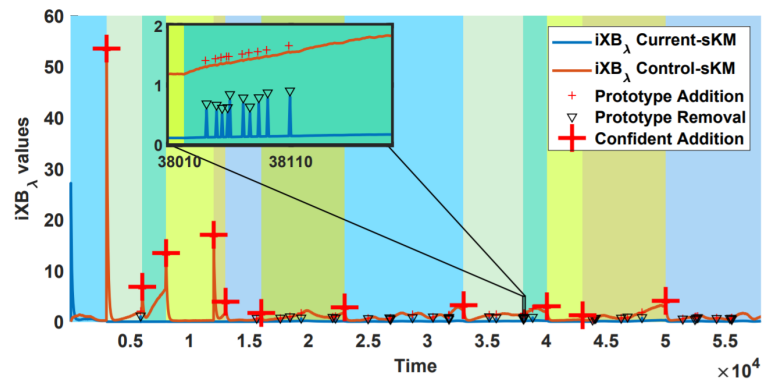 60
50
40
30
20
10
0
iXBλ values
2
1
0
38010 38110
iXBλ Current-sKM
iXBλ Control-sKM
Prototype Addition
Prototype Removal
Confident Addition
0.5 1 1.5 2 2.5 3 3.5 4 4.5 5 5.5
Time
×10⁴